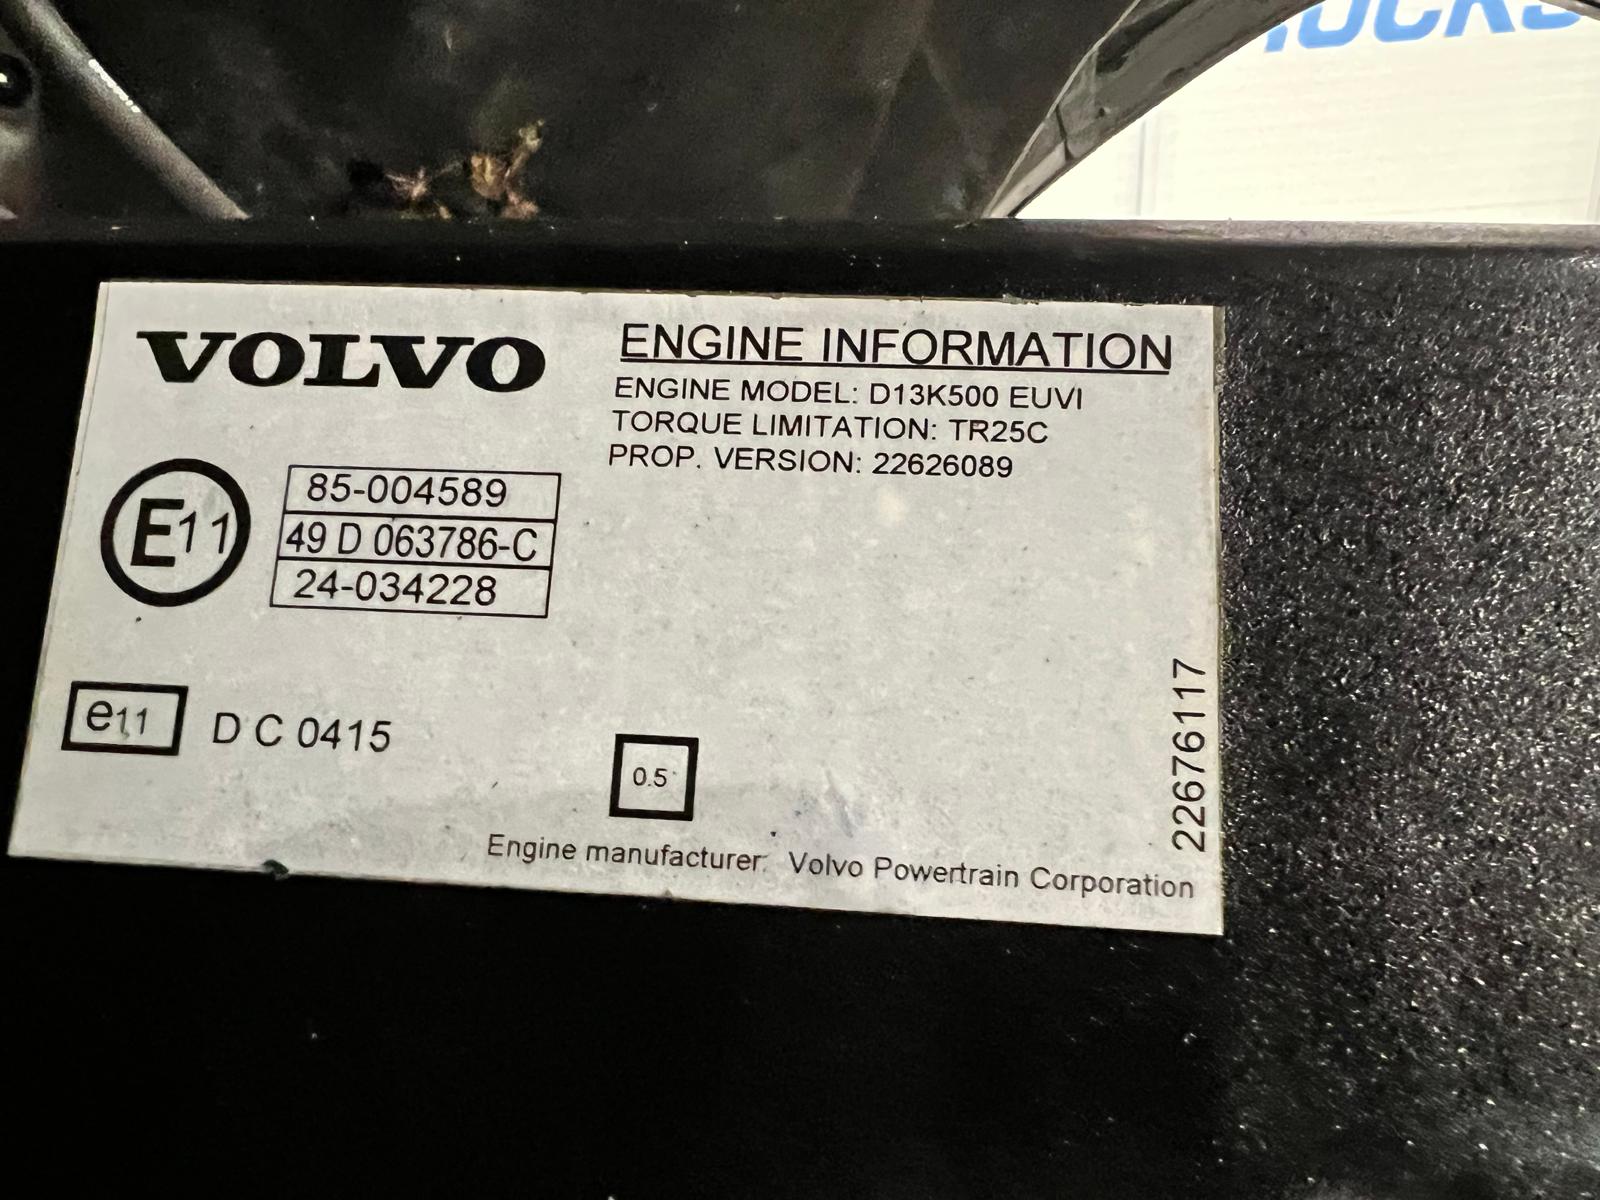 VOLVO
ENGINE INFORMATION
ENGINE MODEL: D13K500 EUVI
TORQUE LIMITATION: TR25C
PROP. VERSION: 22626089
E11
85-004589
49 D 063786-C
24-034228
e11 D C 0415
0.5
22676117
Engine manufacturer: Volvo Powertrain Corporation